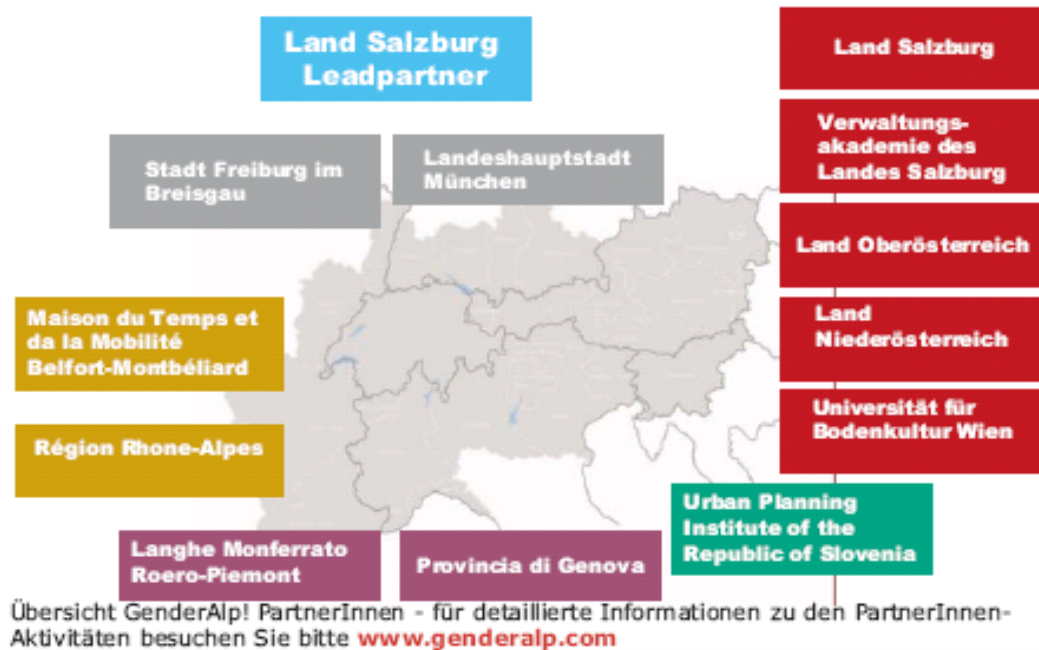 Land Salzburg
Leadpartner
Land Salzburg
Stadt Freiburg im
Breisgau
Landeshauptstadt
München
Verwaltungs-
akademie des
Landes Salzburg
Land Oberösterreich
Maison du Temps et
da la Mobilité
Belfort-Montbéliard
Land
Niederösterreich
Région Rhone-Alpes
Universität für
Bodenkultur Wien
Urban Planning
Institute of the
Republic of Slovenia
Langhe Monferrato
Roero-Piemont
Provincia di Genova
Übersicht GenderAlp! PartnerInnen - für detaillierte Informationen zu den PartnerInnen-
Aktivitäten besuchen Sie bitte www.genderalp.com